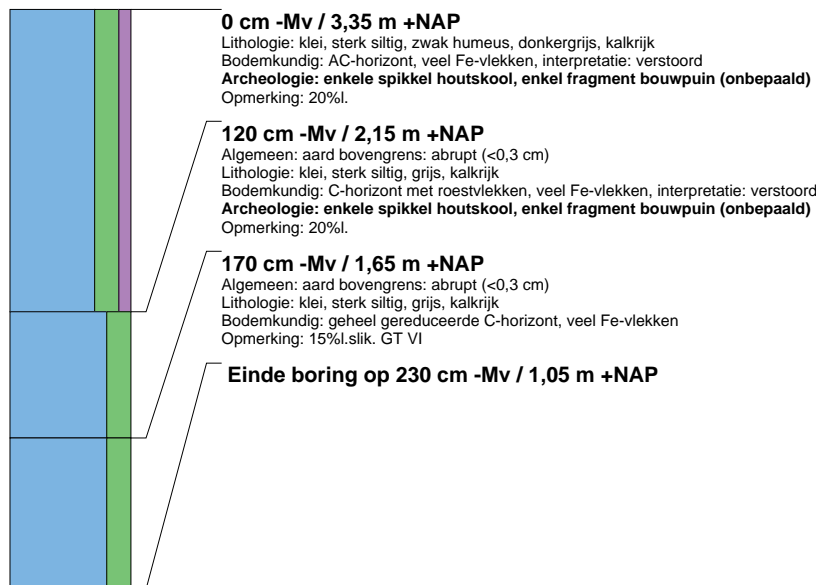 0 cm -Mv / 3,35 m +NAP
Lithologie: klei, sterk siltig, zwak humeus, donkergrijs, kalkrijk
Bodemkundig: AC-horizont, veel Fe-vlekken, interpretatie: verstoord
Archeologie: enkele spikkel houtskool, enkel fragment bouwpuin (onbepaald)
Opmerking: 20%l.
120 cm -Mv / 2,15 m +NAP
Algemeen: aard bovengrens: abrupt (<0,3 cm)
Lithologie: klei, sterk siltig, grijs, kalkrijk
Bodemkundig: C-horizont met roestvlekken, veel Fe-vlekken, interpretatie: verstoord
Archeologie: enkele spikkel houtskool, enkel fragment bouwpuin (onbepaald)
Opmerking: 20%l.
170 cm -Mv / 1,65 m +NAP
Algemeen: aard bovengrens: abrupt (<0,3 cm)
Lithologie: klei, sterk siltig, grijs, kalkrijk
Bodemkundig: geheel gereduceerde C-horizont, veel Fe-vlekken
Opmerking: 15%l.slik. GT VI
Einde boring op 230 cm -Mv / 1,05 m +NAP